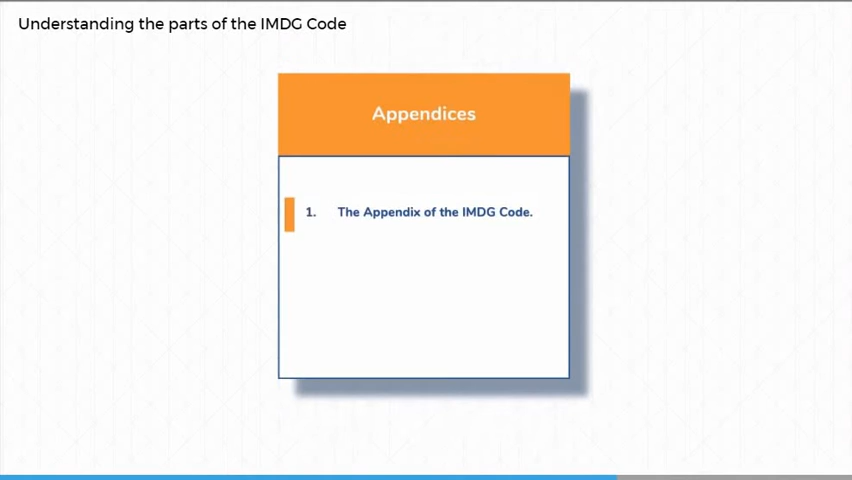 Understanding the parts of the IMDG Code
Appendices
1. The Appendix of the IMDG Code.